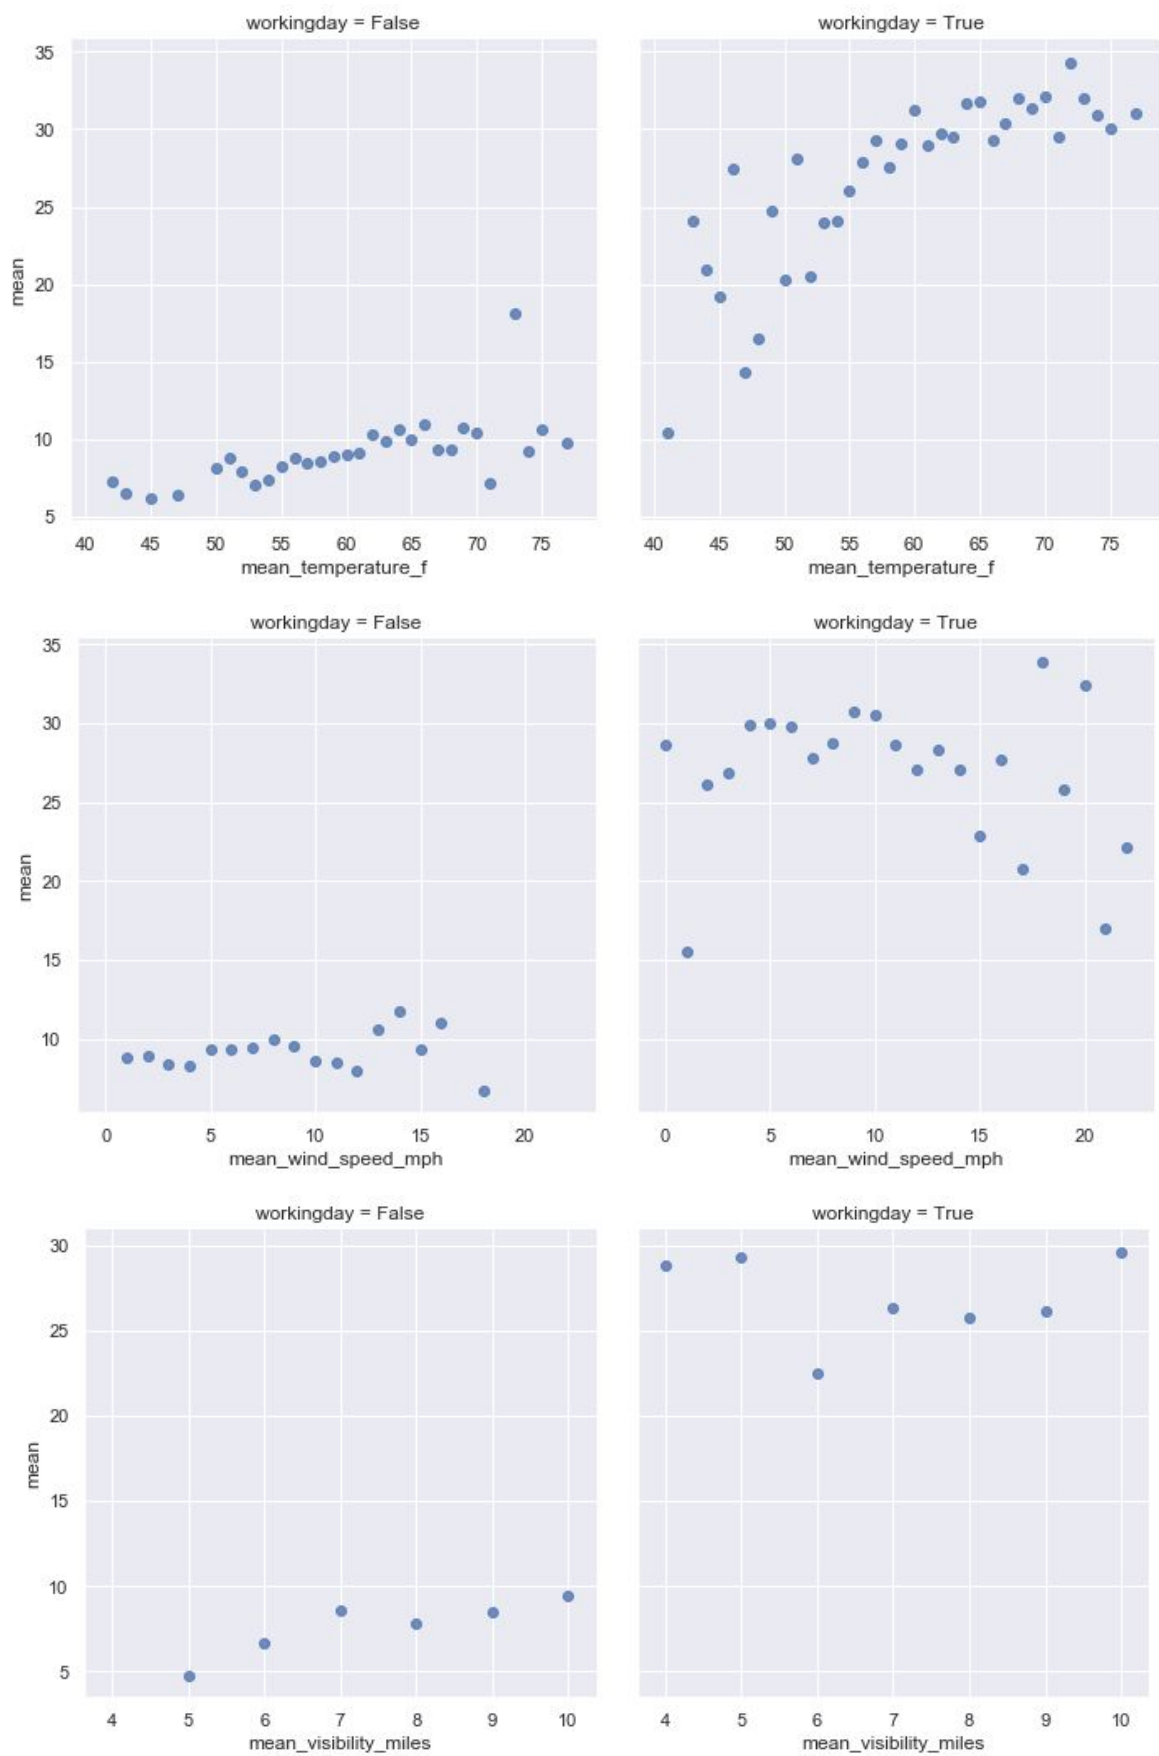 workingday = False
workingday = True
35
30
25
20
15
10
5
mean
40 45 50 55 60 65 70 75
40 45 50 55 60 65 70 75
mean_temperature_f
mean_temperature_f
workingday = False
workingday = True
35
30
25
20
15
10
mean
0 5 10 15 20
0 5 10 15 20
mean_wind_speed_mph
mean_wind_speed_mph
workingday = False
workingday = True
30
25
20
15
10
5
mean
4 5 6 7 8 9 10
4 5 6 7 8 9 10
mean_visibility_miles
mean_visibility_miles